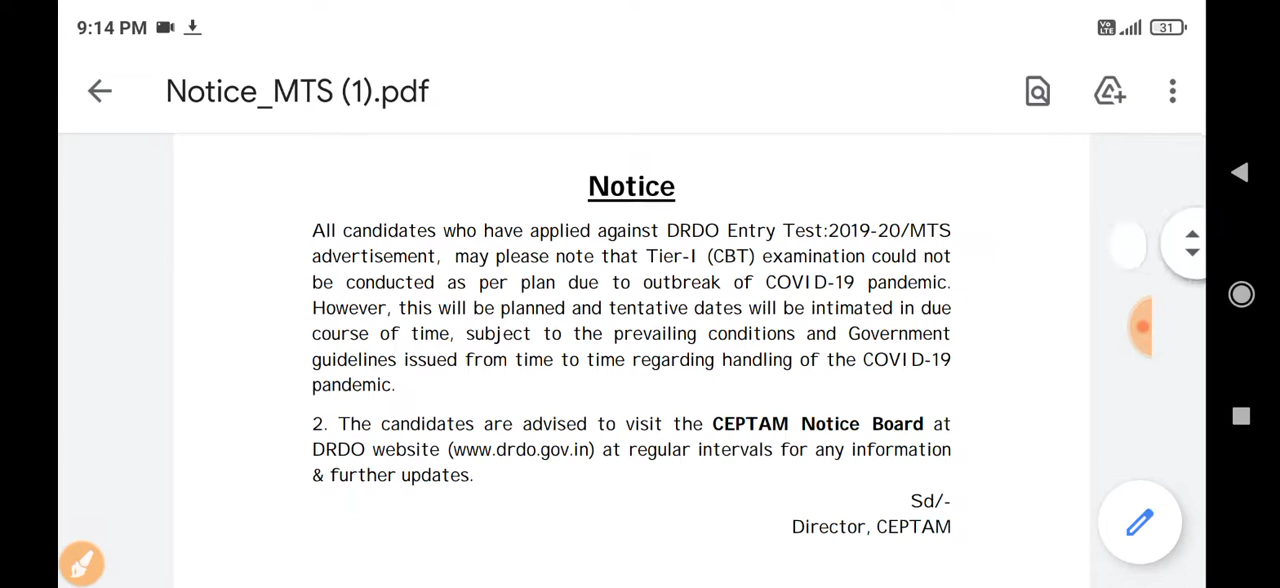 9:14 PM
Vo LTE 31
Notice_MTS (1).pdf
Notice
All candidates who have applied against DRDO Entry Test:2019-20/MTS
advertisement, may please note that Tier-I (CBT) examination could not
be conducted as per plan due to outbreak of COVID-19 pandemic.
However, this will be planned and tentative dates will be intimated in due
course of time, subject to the prevailing conditions and Government
guidelines issued from time to time regarding handling of the COVID-19
pandemic.
2. The candidates are advised to visit the CEPTAM Notice Board at
DRDO website (www.drdo.gov.in) at regular intervals for any information
& further updates.
Sd/-
Director, CEPTAM